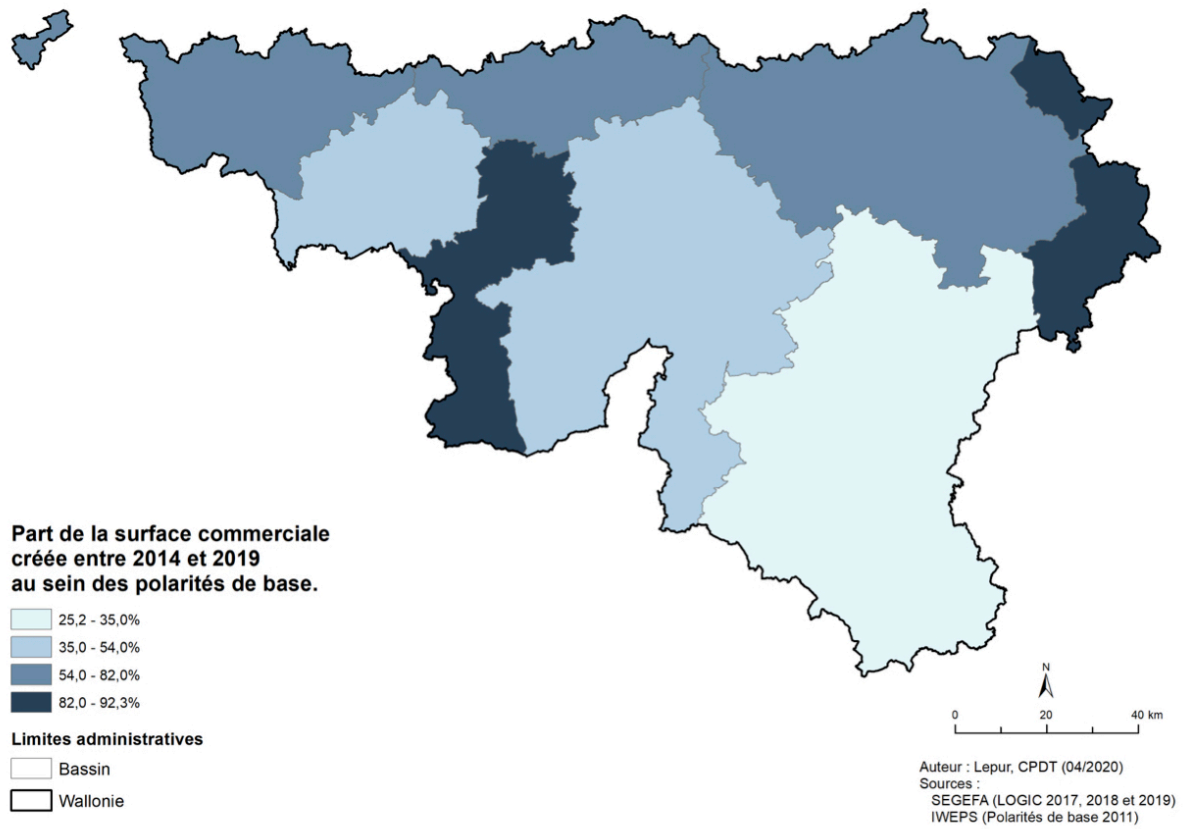 Part de la surface commerciale
créée entre 2014 et 2019
au sein des polarités de base.
25,2 - 35,0%
35,0 - 54,0%
54,0 - 82,0%
82,0 - 92,3%
Limites administratives
Bassin
Wallonie
N
0 20 40 km
Auteur : Lepur, CPDT (04/2020)
Sources :
SEGEFA (LOGIC 2017, 2018 et 2019)
IWEPS (Polarités de base 2011)